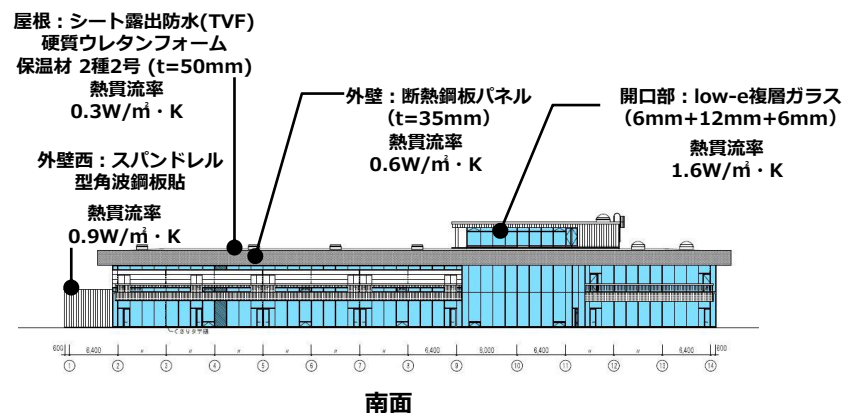 屋根：シート露出防水(TVF)
硬質ウレタンフォーム
保温材 2種2号 (t=50mm)
熱貫流率
0.3W/㎡・K
外壁：断熱鋼板パネル
（t=35mm）
熱貫流率
0.6W/㎡・K
開口部：low-e複層ガラス
（6mm+12mm+6mm）
熱貫流率
1.6W/㎡・K
外壁西：スパンドレル
型角波鋼板貼
熱貫流率
0.9W/㎡・K
600 6,400 〃 〃 〃 〃 〃 〃 6,400 6,000 6,400 〃 〃 6,400 600
① ② ② ③ ④ ⑤ ⑥ ⑦ ⑧ ⑨ ⑩ ⑪ ⑫ ⑬ ⑭
南面